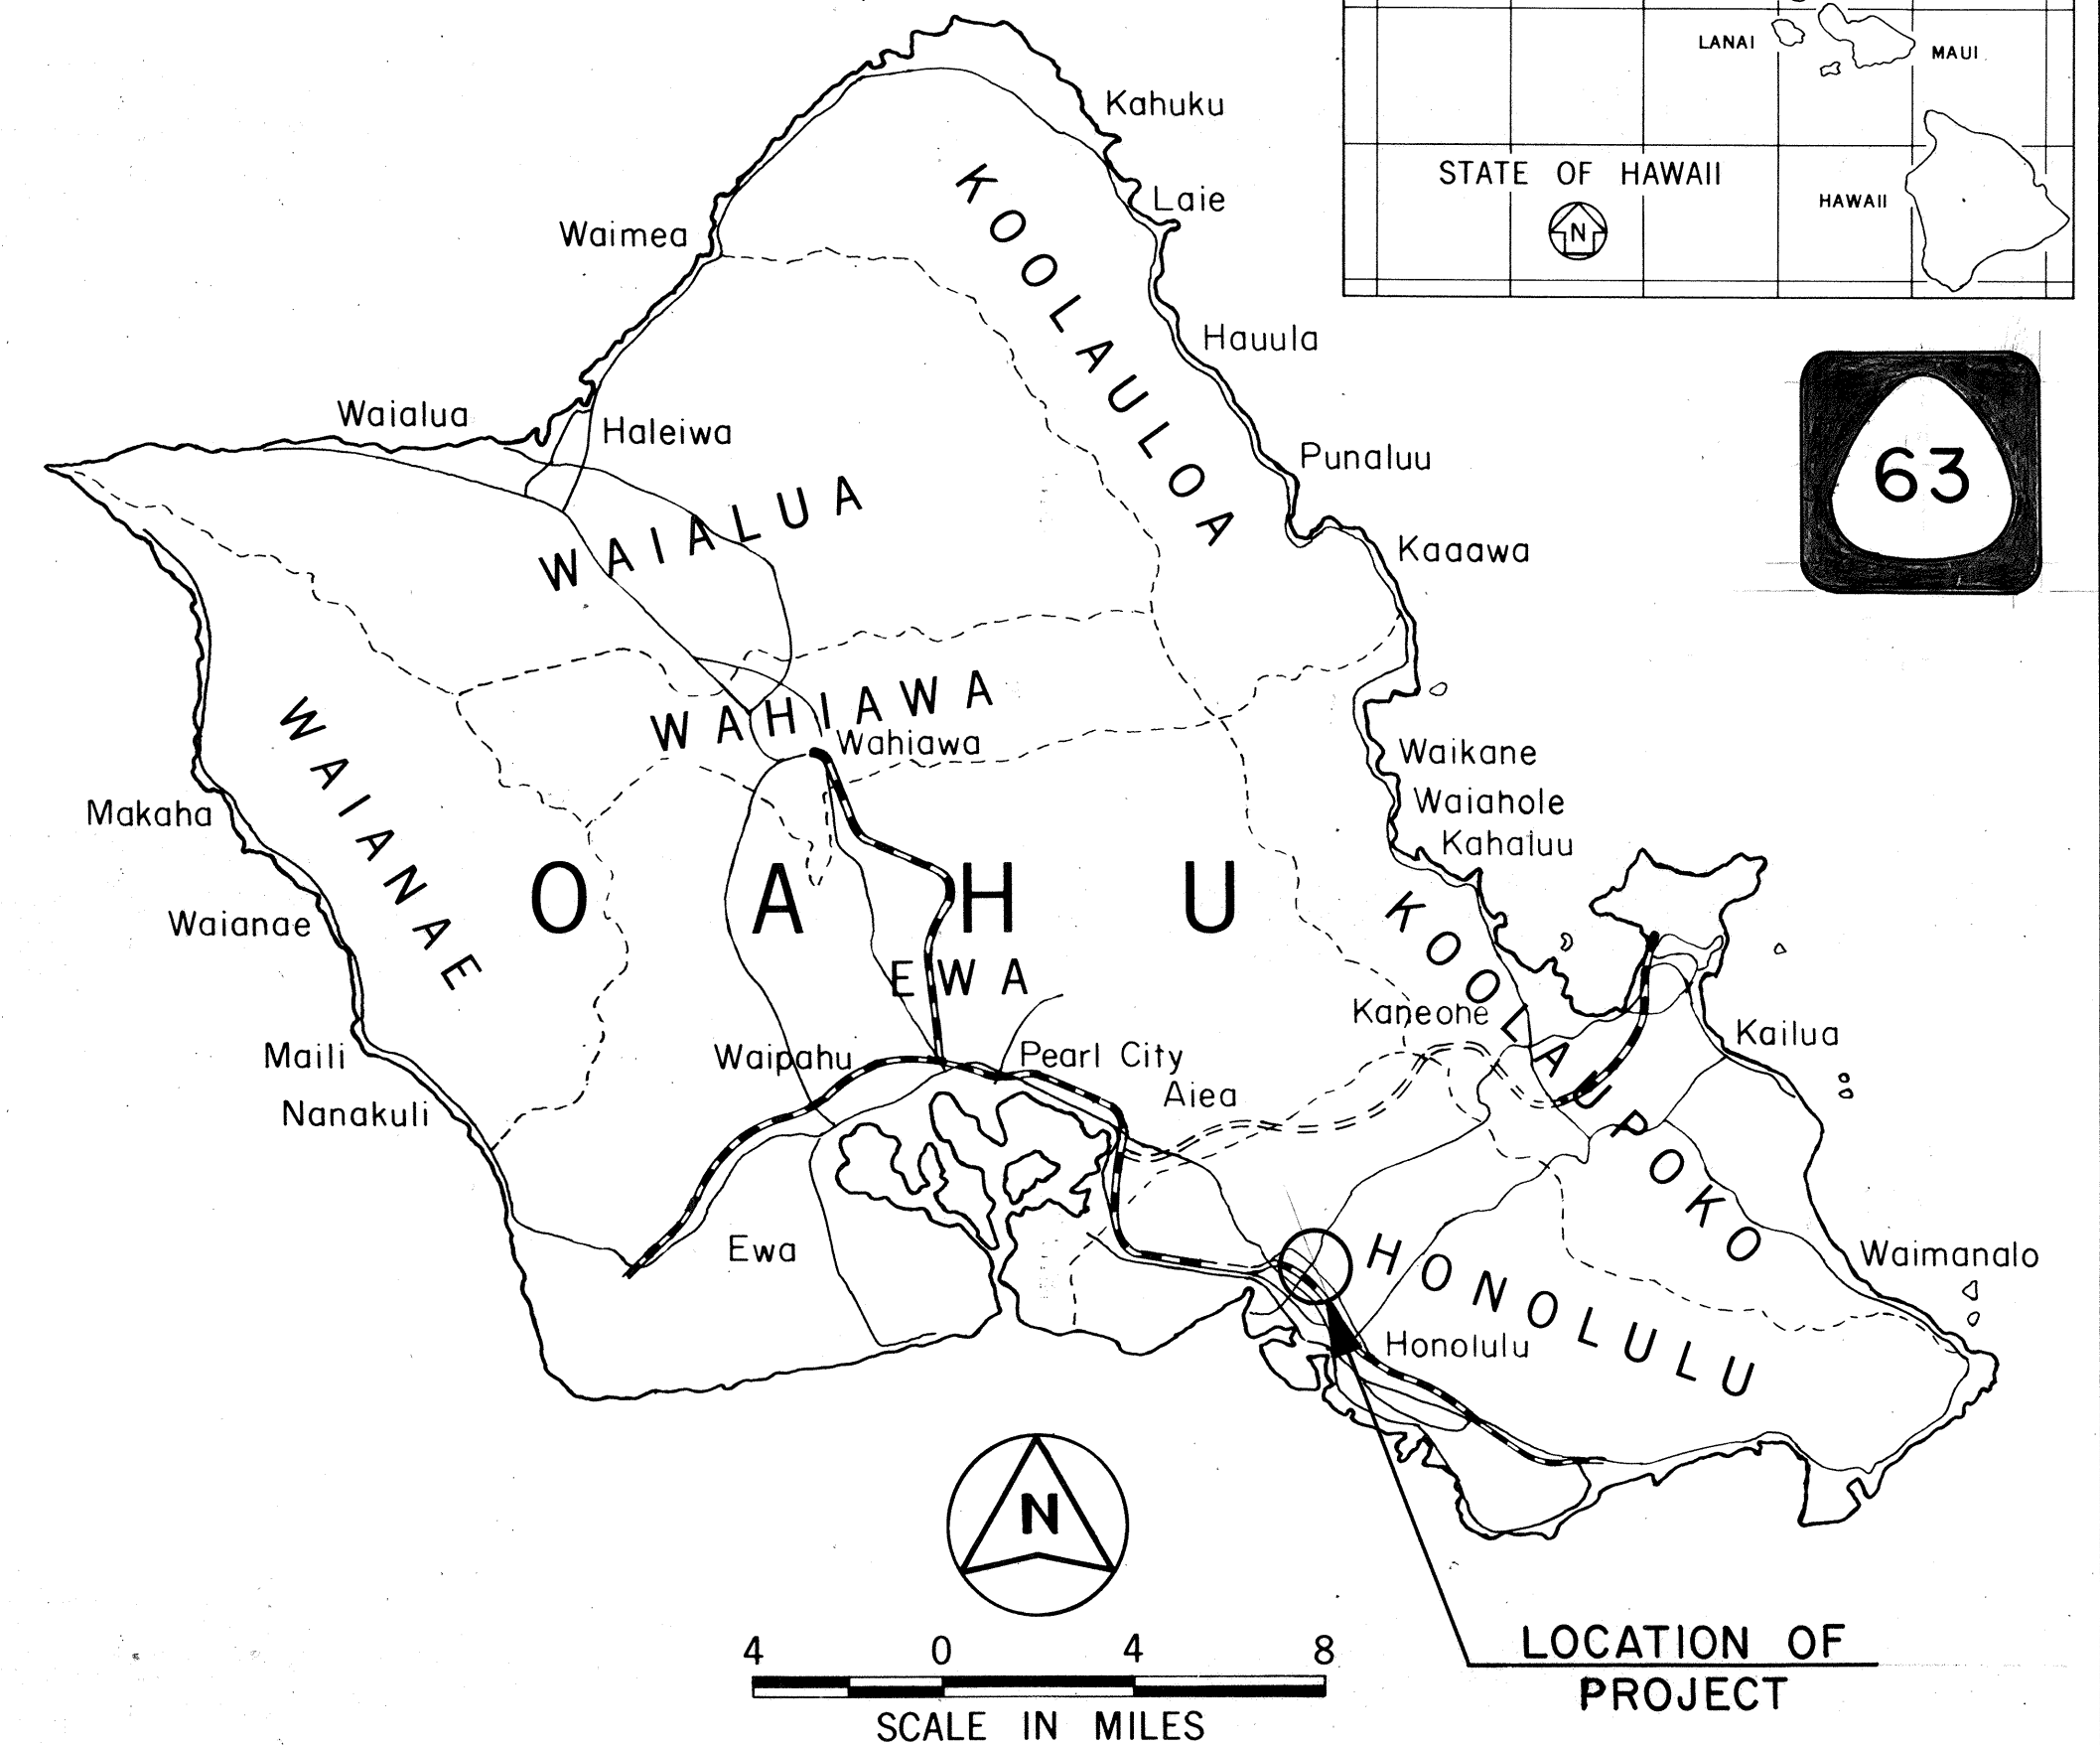 LANAI
MAUI
STATE OF HAWAII
N
HAWAII
63
Kahuku
Laie
Waimea
KOOLAULOA
Hauula
Waialua
Haleiwa
Punaluu
WAIALUA
Kaaawa
WAHIAWA
Wahiawa
WAIANAE
Waikane
Waiahole
Kahaluu
Makaha
OAHU
Waianae
EWA
KOOLAUPOKO
Kaneohe
Kailua
Maili
Waipahu
Pearl City
Aiea
Nanakuli
Ewa
HONOLULU
Waimanalo
Honolulu
N
4 0 4 8
SCALE IN MILES
LOCATION OF
PROJECT